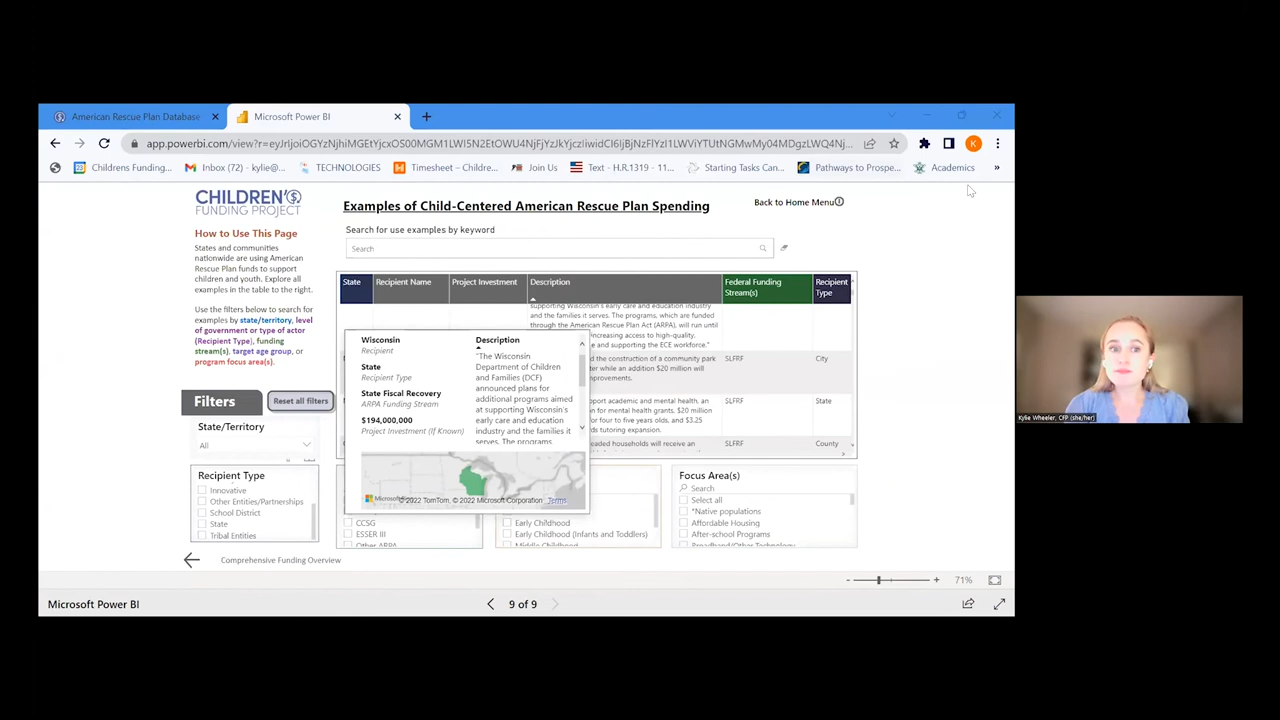 American Rescue Plan Database
Microsoft Power BI
Childrens Funding...
Inbox (72) - kylie@...
TECHNOLOGIES
Timesheet – Childre...
Join Us
Text - H.R.1319 - 11...
Starting Tasks Can...
Pathways to Prospe...
Academics
»
CHILDREN'S
FUNDING PROJECT
Examples of Child-Centered American Rescue Plan Spending
Back to Home Menu
How to Use This Page
States and communities
nationwide are using American
Rescue Plan funds to support
children and youth. Explore all
examples in the table to the right.
Use the filters below to search for
examples by state/territory, level
of government or type of actor
(Recipient Type), funding
stream(s), target age group, or
program focus area(s).
Search for use examples by keyword
Search
State
Recipient Name
Project Investment
Description
Federal Funding
Stream(s)
Recipient
Type
supporting Wisconsin's early care and education industry
and the families it serves. The programs, which are funded
through the American Rescue Plan Act (ARPA), will run until
increasing access to high-quality.
e and supporting the ECE workforce."
d the construction of a community park
ter while an addition $20 million will
rovements.
SLFRF
City
pport academic and mental health. an
on for mental health grants, $20 million
for four to five years olds, and $3.25
ds tutoring expansion.
SLFRF
State
eaded households will receive an
SLFRF
County
Wisconsin
Recipient
State
Recipient Type
State Fiscal Recovery
ARPA Funding Stream
$194,000,000
Project Investment (If Known)
Description
"The Wisconsin
Department of Children
and Families (DCF)
announced plans for
additional programs aimed
at supporting Wisconsin's
early care and education
industry and the families it
serves. The programs,
Microsoft
© 2022 TomTom, © 2022 Microsoft Corporation
Terms
Filters
Reset all filters
State/Territory
All
Recipient Type
Innovative
Other Entities/Partnerships
School District
State
Tribal Entities
CCSG
ESSER III
Other ARPA
Early Childhood
Early Childhood (Infants and Toddlers)
Middle Childhood
Focus Area(s)
Search
Select all
*Native populations
Affordable Housing
After-school Programs
Broadband/Other Technology
Comprehensive Funding Overview
- + 71%
Microsoft Power BI
9 of 9
Kylie Wheeler, CFP (she/her)